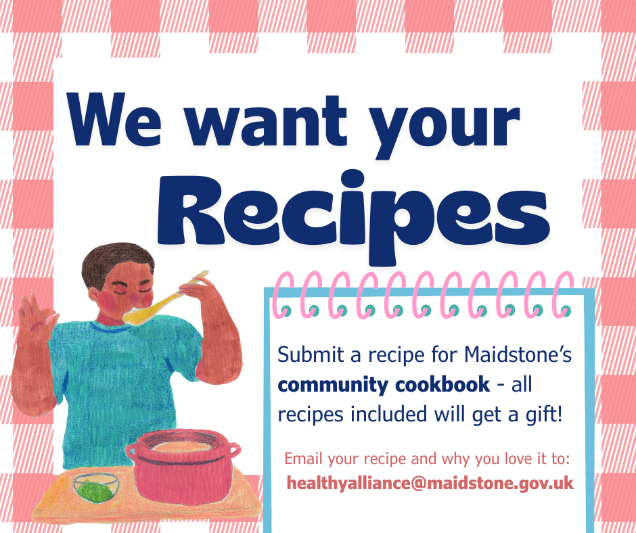 We want your
Recipes
Submit a recipe for Maidstone’s
community cookbook - all
recipes included will get a gift!
Email your recipe and why you love it to:
healthyalliance@maidstone.gov.uk